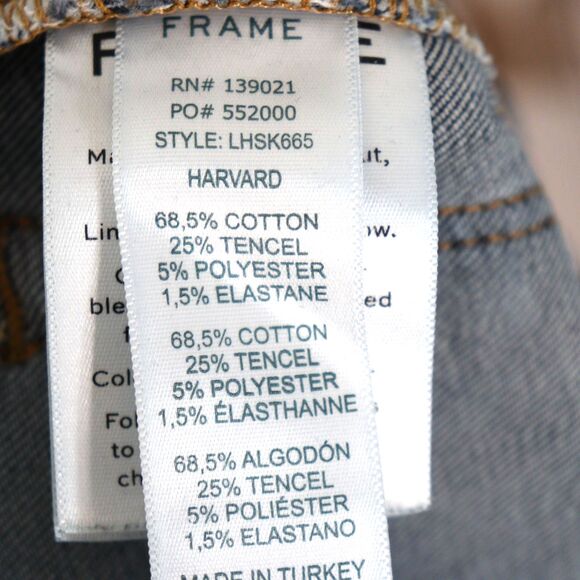 FRAME
RN# 139021
PO# 552000
STYLE: LHSK665
HARVARD
68,5% COTTON
25% TENCEL
5% POLYESTER
1,5% ELASTANE
68,5% COTTON
25% TENCEL
5% POLYESTER
1,5% ÉLASTHANNE
68,5% ALGODÓN
25% TENCEL
5% POLIÉSTER
1,5% ELASTANO
MADE IN TURKEY